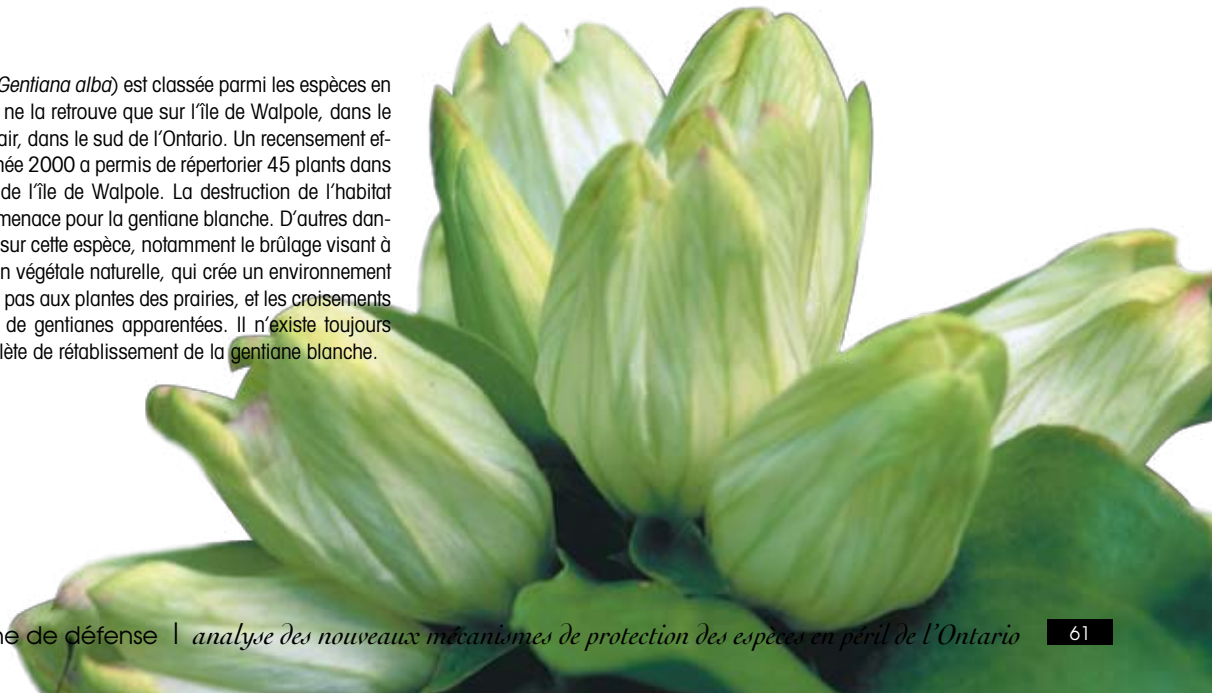 Gentiana alba) est classée parmi les espèces en
ne la retrouve que sur l'île de Walpole, dans le
air, dans le sud de l'Ontario. Un recensement ef-
née 2000 a permis de répertorier 45 plants dans
de l'île de Walpole. La destruction de l'habitat
menace pour la gentiane blanche. D'autres dan-
sur cette espèce, notamment le brûlage visant à
n végétale naturelle, qui crée un environnement
pas aux plantes des prairies, et les croisements
de gentianes apparentées. Il n'existe toujours
lète de rétablissement de la gentiane blanche.
ne de défense | analyse des nouveaux mécanismes de protection des espèces en péril de l'Ontario 61